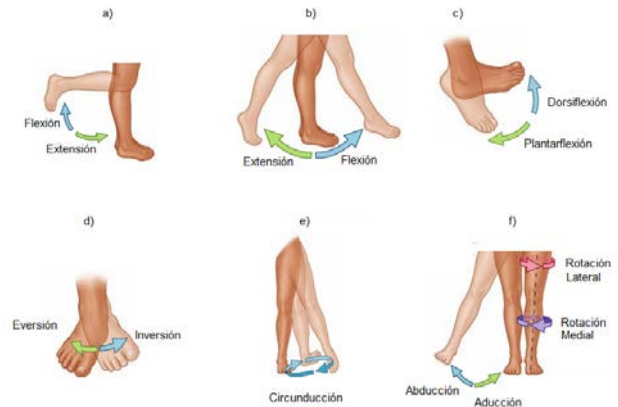 a)
b)
c)
Flexión
Extensión
Extensión
Flexión
Dorsiflexión
Plantarflexión
d)
e)
f)
Eversión
Inversión
Circunducción
Rotación
Lateral
Rotación
Medial
Abducción
Aducción